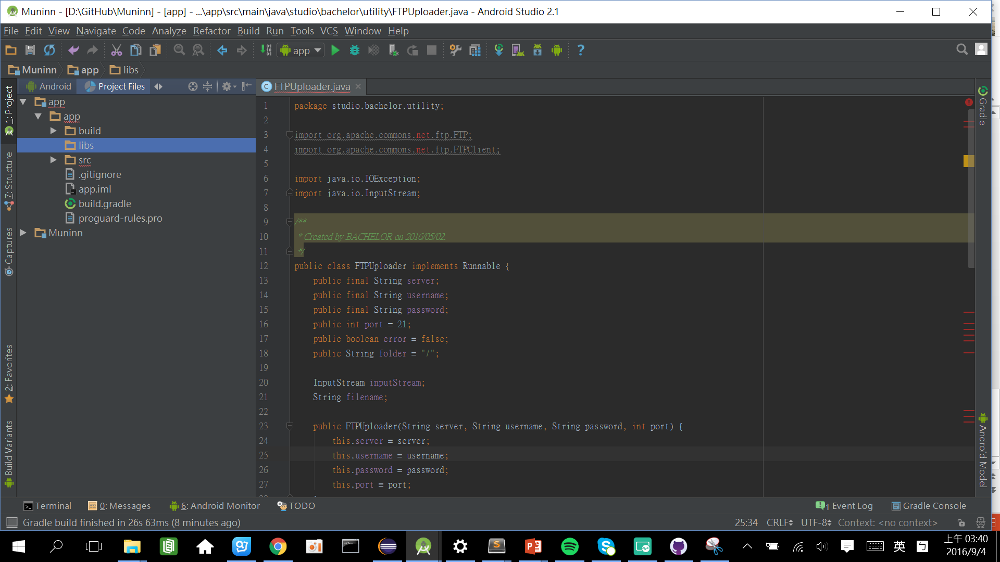 Muninn - [D:\GitHub\Muninn] - [app] - ...\app\src\main\java\studio\bachelor\utility\FTPUploader.java - Android Studio 2.1
File Edit View Navigate Code Analyze Refactor Build Run Tools VCS Window Help
app
Muninn app libs
Android Project Files
FTPUploader.java
1: Project
Z: Structure
Captures
2: Favorites
Build Variants
app
app
build
libs
src
.gitignore
app.iml
build.gradle
proguard-rules.pro
Muninn
1 package studio.bachelor.utility;
2
3 import org.apache.commons.net.ftp.FTP;
4 import org.apache.commons.net.ftp.FTPClient;
5
6 import java.io.IOException;
7 import java.io.InputStream;
8
9 /**
10 * Created by BACHELOR on 2016/05/02.
11 */
12 public class FTPUploader implements Runnable {
13 public final String server;
14 public final String username;
15 public final String password;
16 public int port = 21;
17 public boolean error = false;
18 public String folder = "/";
19
20 InputStream inputStream;
21 String filename;
22
23 public FTPUploader(String server, String username, String password, int port) {
24 this.server = server;
25 this.username = username;
26 this.password = password;
27 this.port = port;
Gradle
Android Model
Terminal 0: Messages 6: Android Monitor TODO 1 Event Log Gradle Console
Gradle build finished in 26s 63ms (8 minutes ago) 25:34 CRLF UTF-8 Context: <no context>
英 上午 03:40
2016/9/4